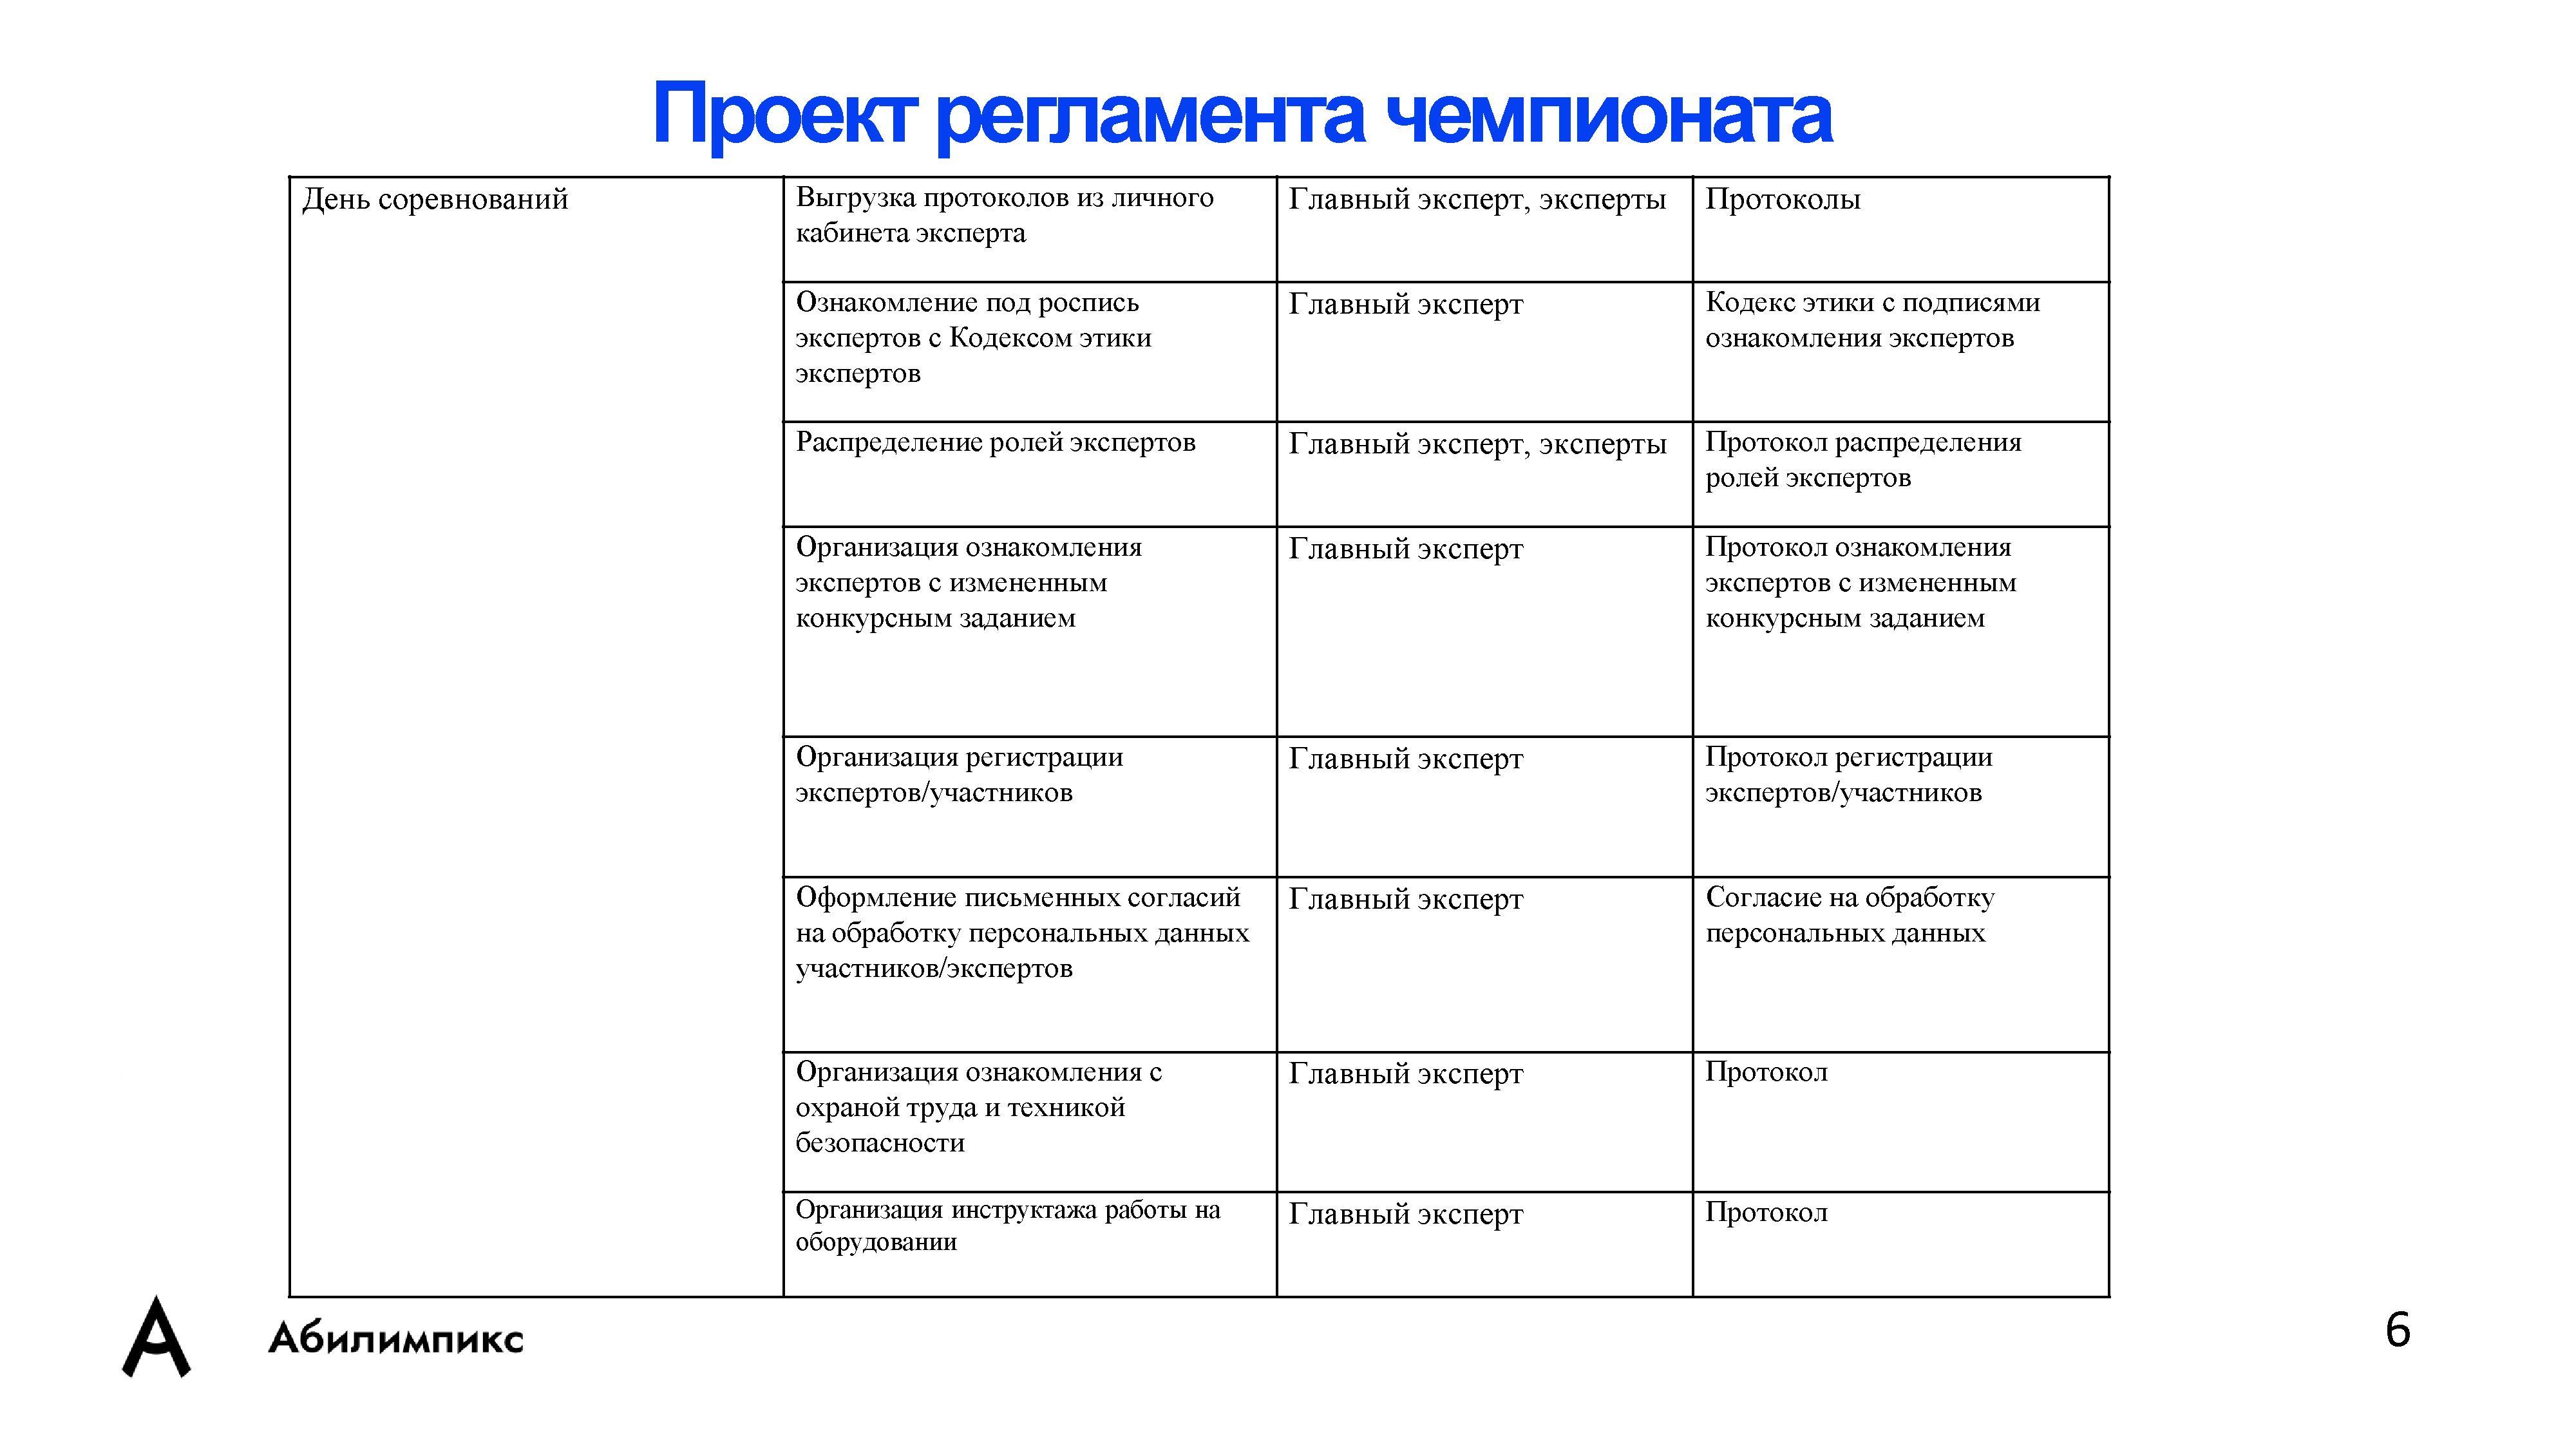 Проект регламента чемпионата
День соревнований
Выгрузка протоколов из личного
кабинета эксперта
Главный эксперт, эксперты
Протоколы
Ознакомление под роспись
экспертов с Кодексом этики
экспертов
Главный эксперт
Кодекс этики с подписями
ознакомления экспертов
Распределение ролей экспертов
Главный эксперт, эксперты
Протокол распределения
ролей экспертов
Организация ознакомления
экспертов с измененным
конкурсным заданием
Главный эксперт
Протокол ознакомления
экспертов с измененным
конкурсным заданием
Организация регистрации
экспертов/участников
Главный эксперт
Протокол регистрации
экспертов/участников
Оформление письменных согласий
на обработку персональных данных
участников/экспертов
Главный эксперт
Согласие на обработку
персональных данных
Организация ознакомления с
охраной труда и техникой
безопасности
Главный эксперт
Протокол
Организация инструктажа работы на
оборудовании
Главный эксперт
Протокол
Абилимпикс
6